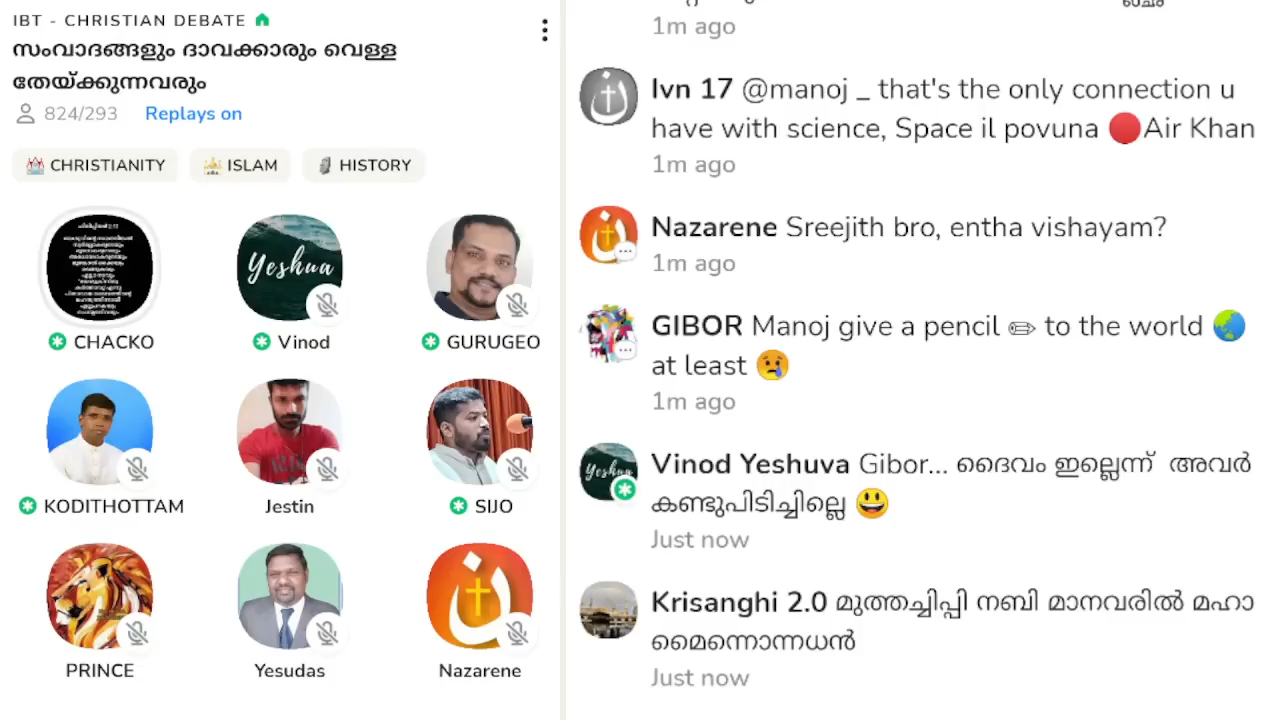 IBT - CHRISTIAN DEBATE
സംവാദങ്ങളും ദാവക്കാരും വെള്ള
തേയ്ക്കുന്നവരും
824/293 Replays on
CHRISTIANITY ISLAM HISTORY
Yeshua
CHACKO Vinod GURUGEO
KODITHOTTAM Jestin SIJO
PRINCE Yesudas Nazarene
1m ago
Ivn 17 @manoj _ that's the only connection u
have with science, Space il povuna 🔴Air Khan
1m ago
Nazarene Sreejith bro, entha vishayam?
1m ago
GIBOR Manoj give a pencil ✏ to the world 🌏
at least 😢
1m ago
Yeshua
Vinod Yeshuva Gibor... ദൈവം ഇല്ലെന്ന് അവർ
കണ്ടുപിടിച്ചില്ലെ 😃
Just now
Krisanghi 2.0 മുത്തച്ചിപ്പി നബി മാനവരിൽ മഹാ
മൈന്നൊന്നധൻ
Just now